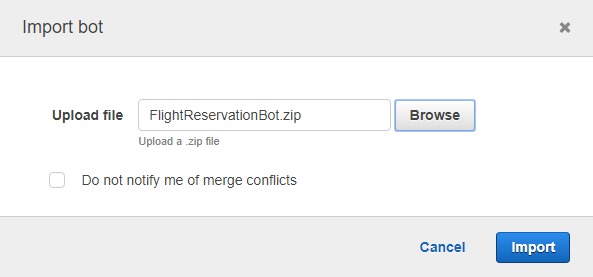 Import bot
Upload file FlightReservationBot.zip Browse
Upload a .zip file
Do not notify me of merge conflicts
Cancel Import